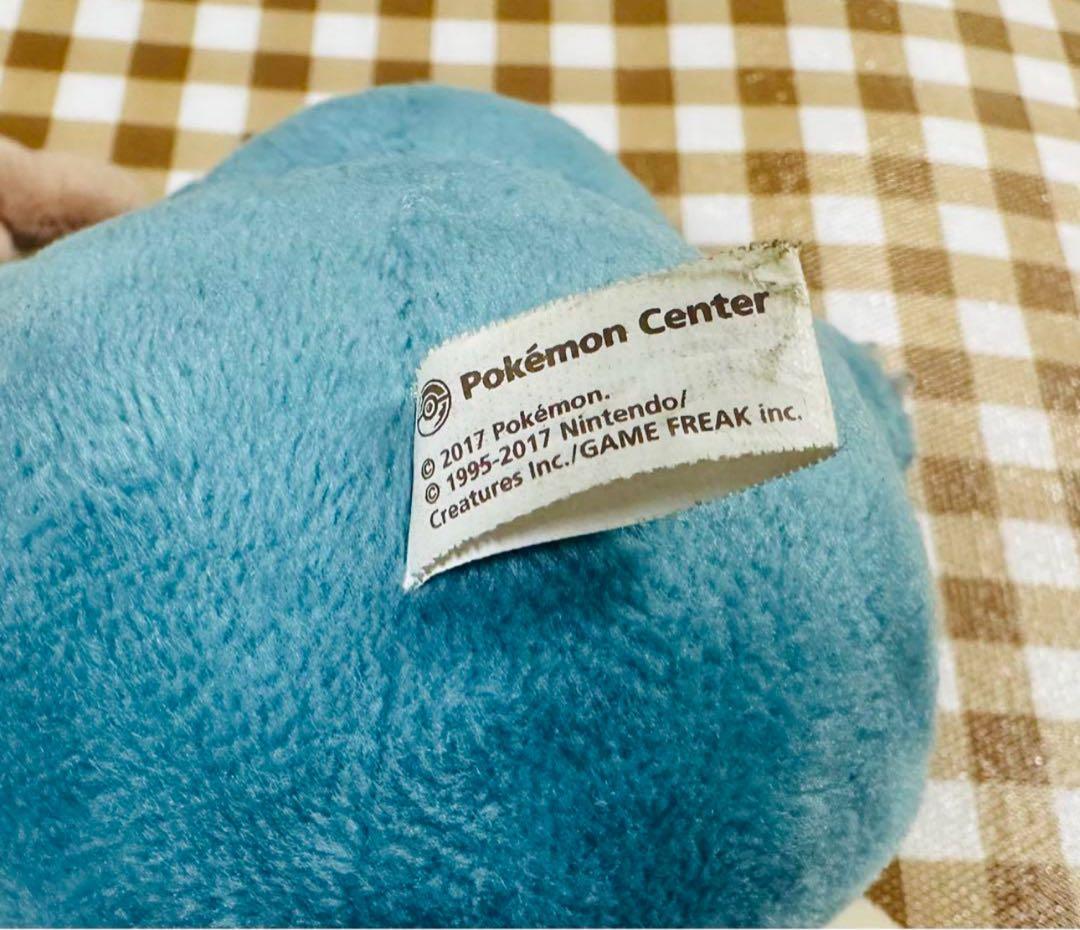 Pokémon Center
© 2017 Pokémon.
© 1995-2017 Nintendo/
Creatures Inc./GAME FREAK inc.